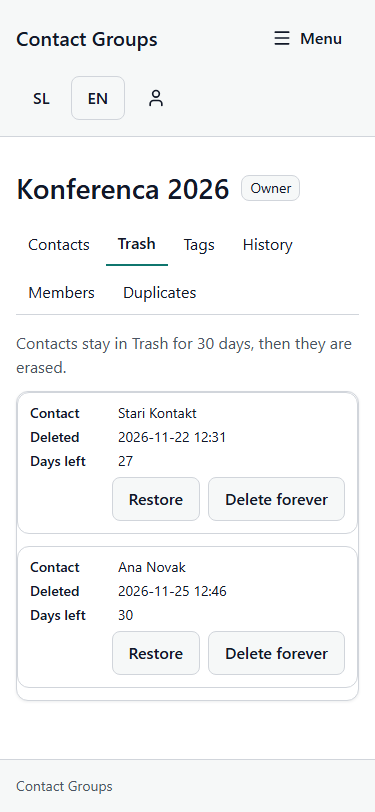 Contact Groups
Menu
SL
EN
Konferenca 2026
Owner
Contacts
Trash
Tags
History
Members
Duplicates
Contacts stay in Trash for 30 days, then they are
erased.
Contact Stari Kontakt
Deleted 2026-11-22 12:31
Days left 27
Restore
Delete forever
Contact Ana Novak
Deleted 2026-11-25 12:46
Days left 30
Restore
Delete forever
Contact Groups